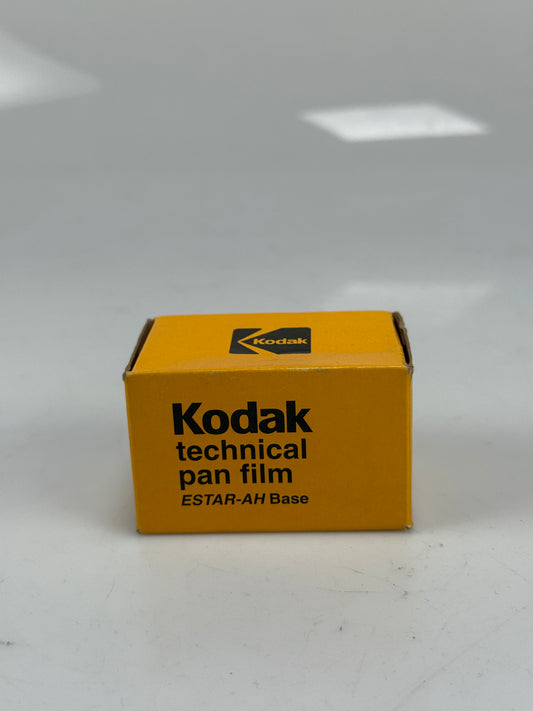 Kodak
Kodak
technical
pan film
ESTAR-AH Base